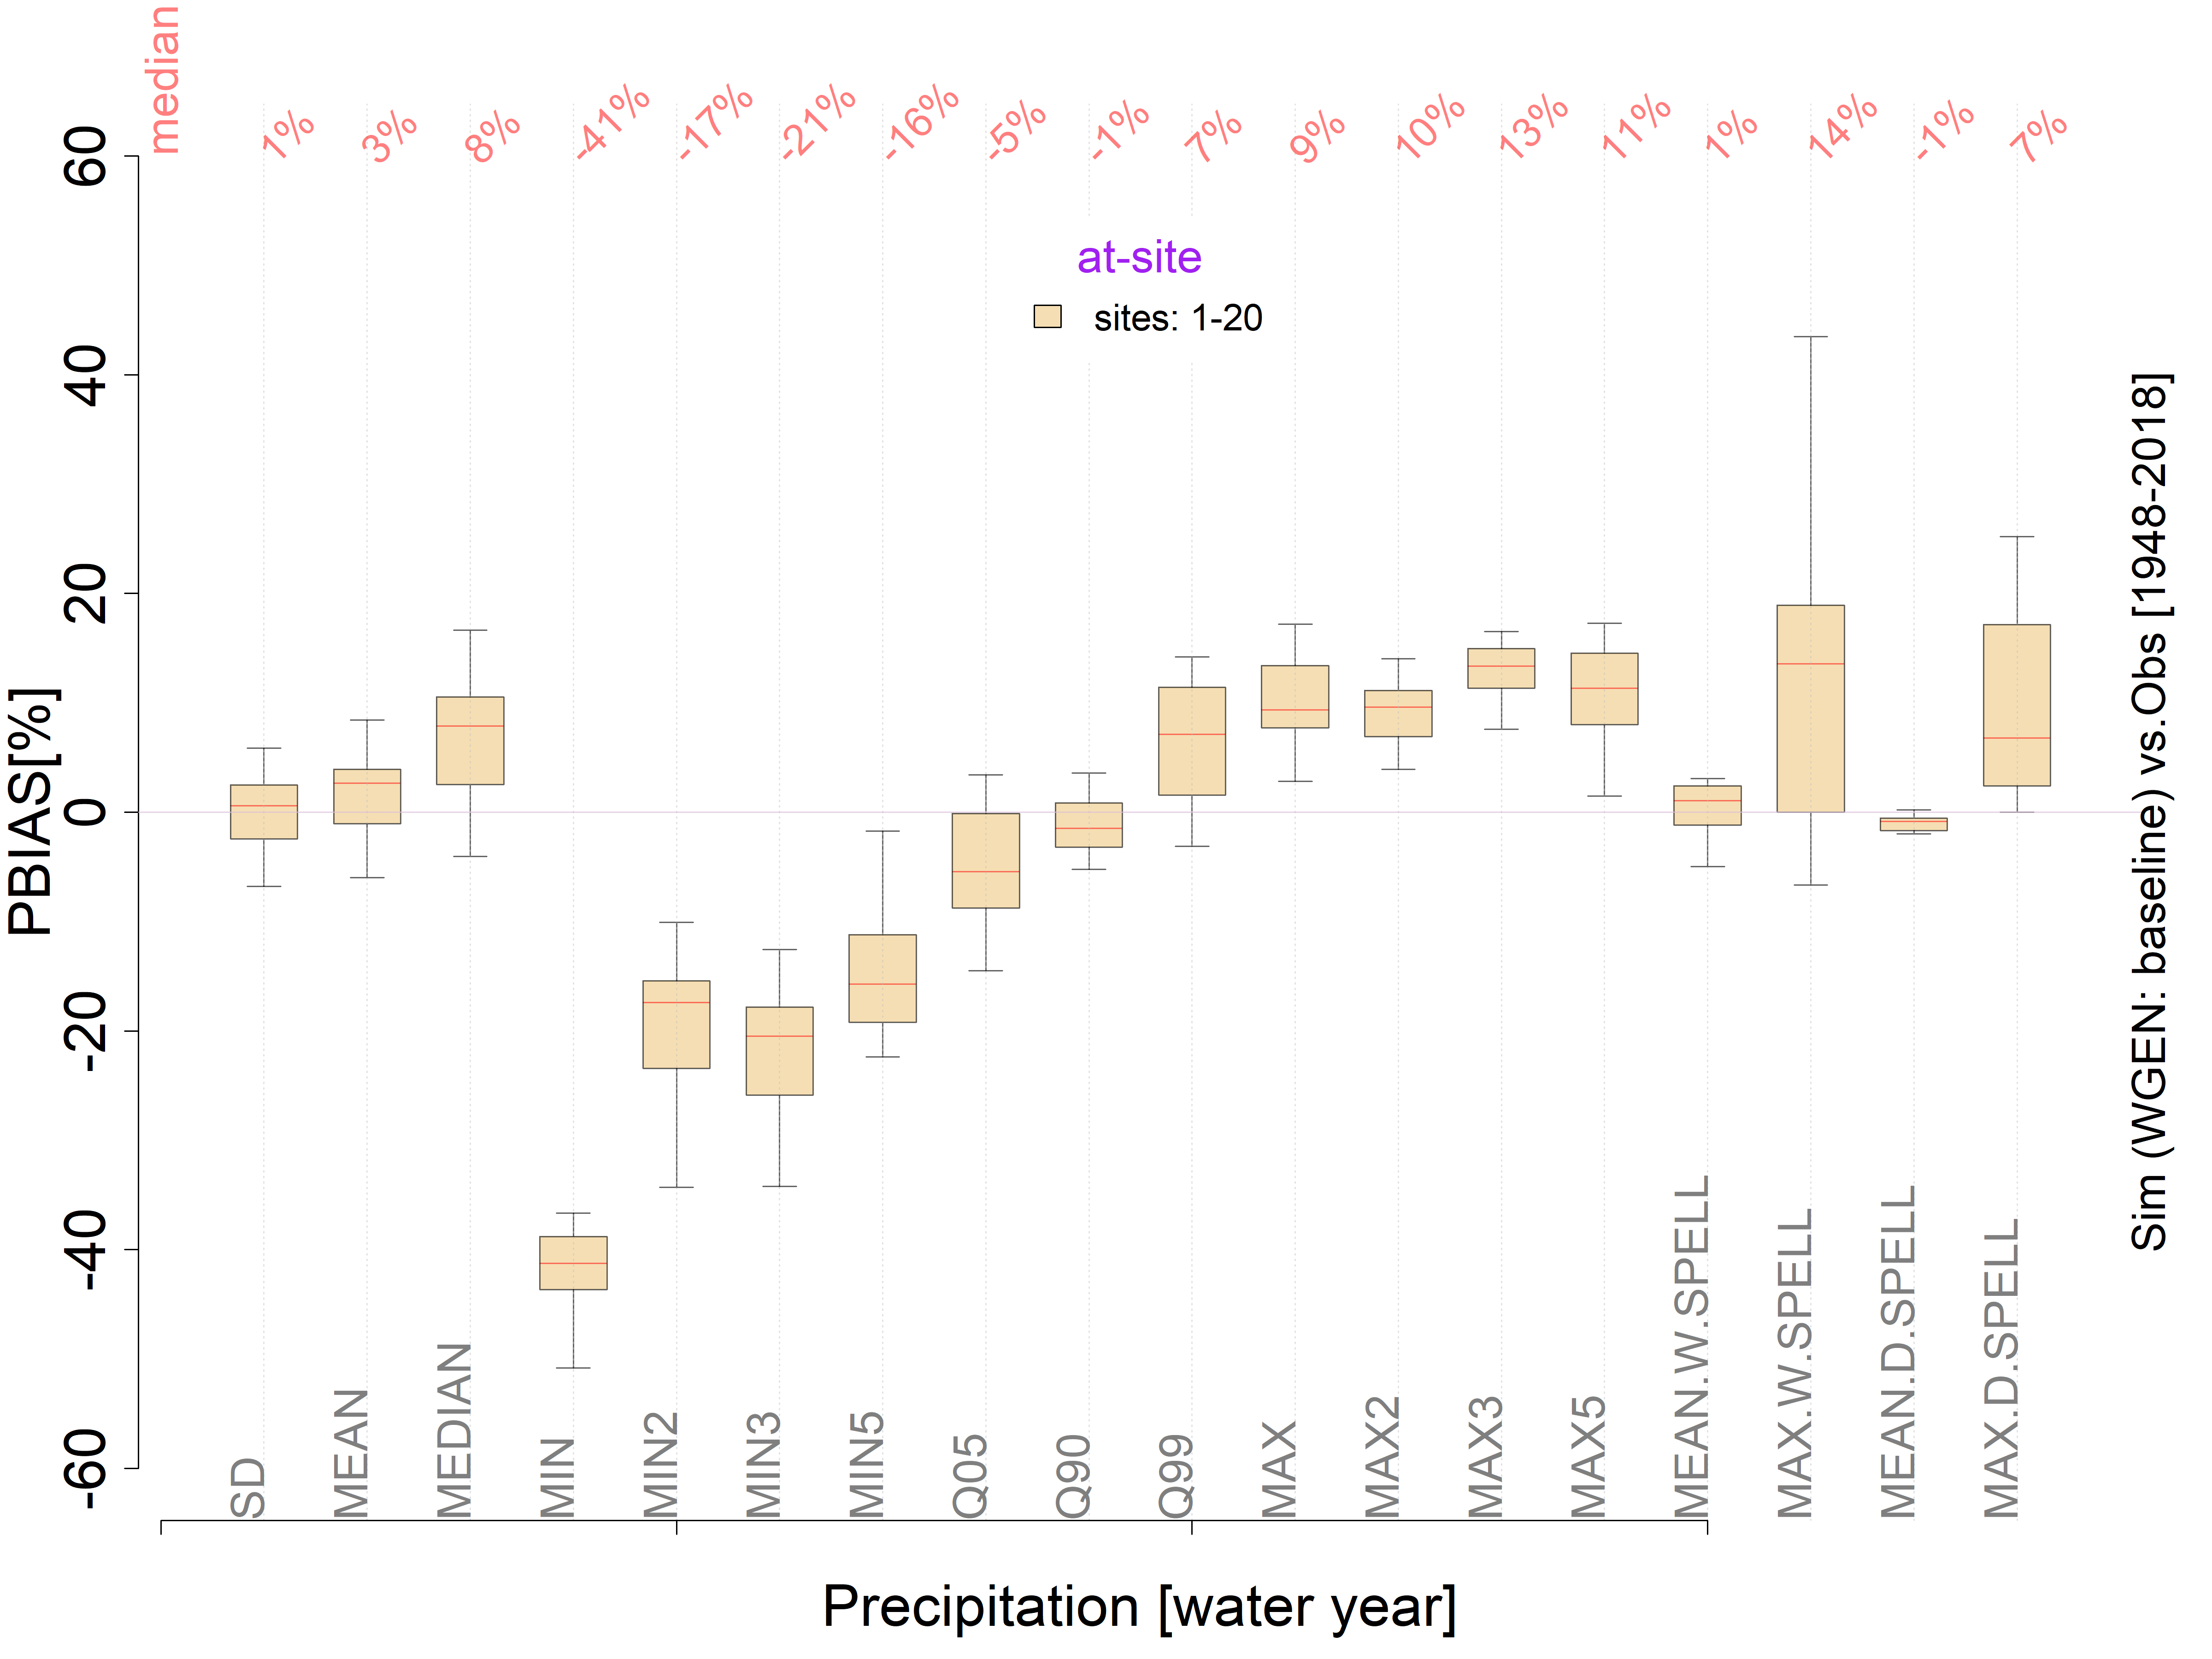 median
1%
3%
8%
-41%
-17%
-21%
-16%
-5%
-1%
7%
9%
10%
13%
11%
1%
14%
-1%
7%
at-site
sites: 1-20
PBIAS[%]
60
40
20
0
-20
-40
-60
SD
MEAN
MEDIAN
MIN
MIN2
MIN3
MIN5
Q05
Q90
Q99
MAX
MAX2
MAX3
MAX5
MEAN.W.SPELL
MAX.W.SPELL
MEAN.D.SPELL
MAX.D.SPELL
Precipitation [water year]
Sim (WGEN: baseline) vs.Obs [1948-2018]